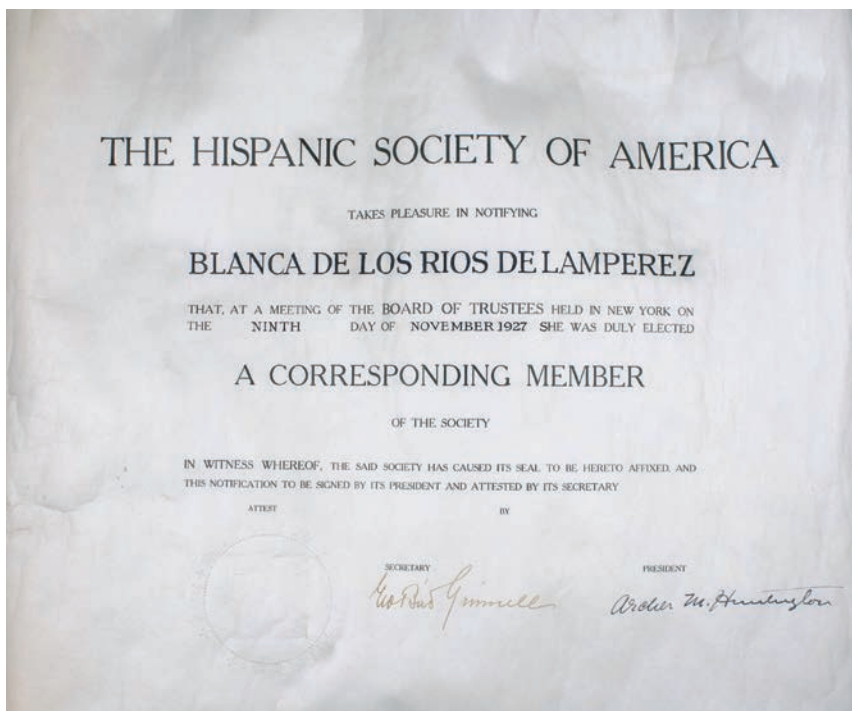 THE HISPANIC SOCIETY OF AMERICA
TAKES PLEASURE IN NOTIFYING
BLANCA DE LOS RIOS DE LAMPEREZ
THAT, AT A MEETING OF THE BOARD OF TRUSTEES HELD IN NEW YORK ON
THE NINTH DAY OF NOVEMBER 1927 SHE WAS DULY ELECTED
A CORRESPONDING MEMBER
OF THE SOCIETY
IN WITNESS WHEREOF, THE SAID SOCIETY HAS CAUSED ITS SEAL TO BE HERETO AFFIXED, AND
THIS NOTIFICATION TO BE SIGNED BY ITS PRESIDENT AND ATTESTED BY ITS SECRETARY
ATTEST BY
SECRETARY PRESIDENT
Geo Bird Grinnell Archer M. Huntington